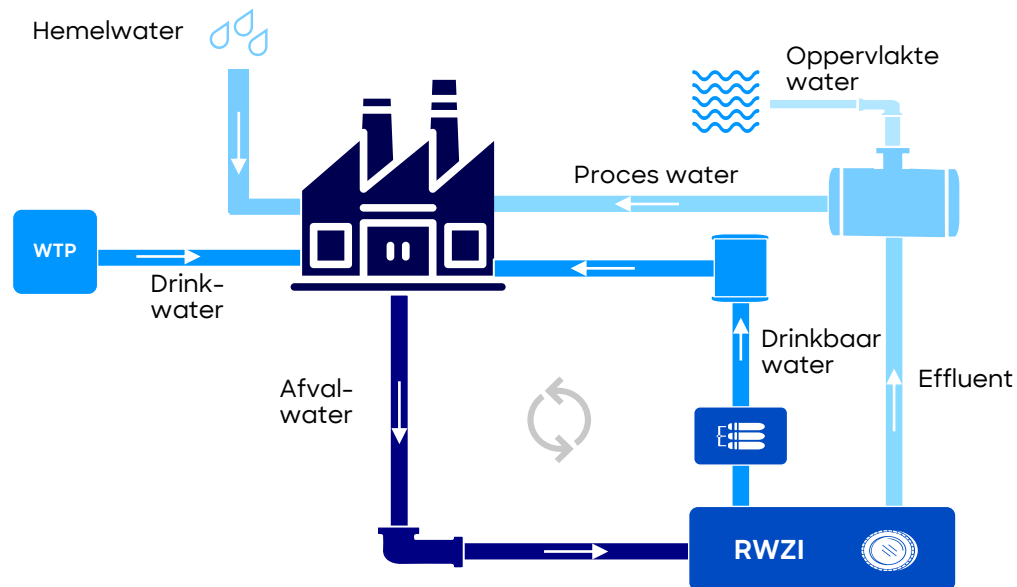 Hemelwater
Oppervlakte
water
Proces water
WTP
Drink-
water
Drinkbaar
water
Afval-
water
Effluent
RWZI